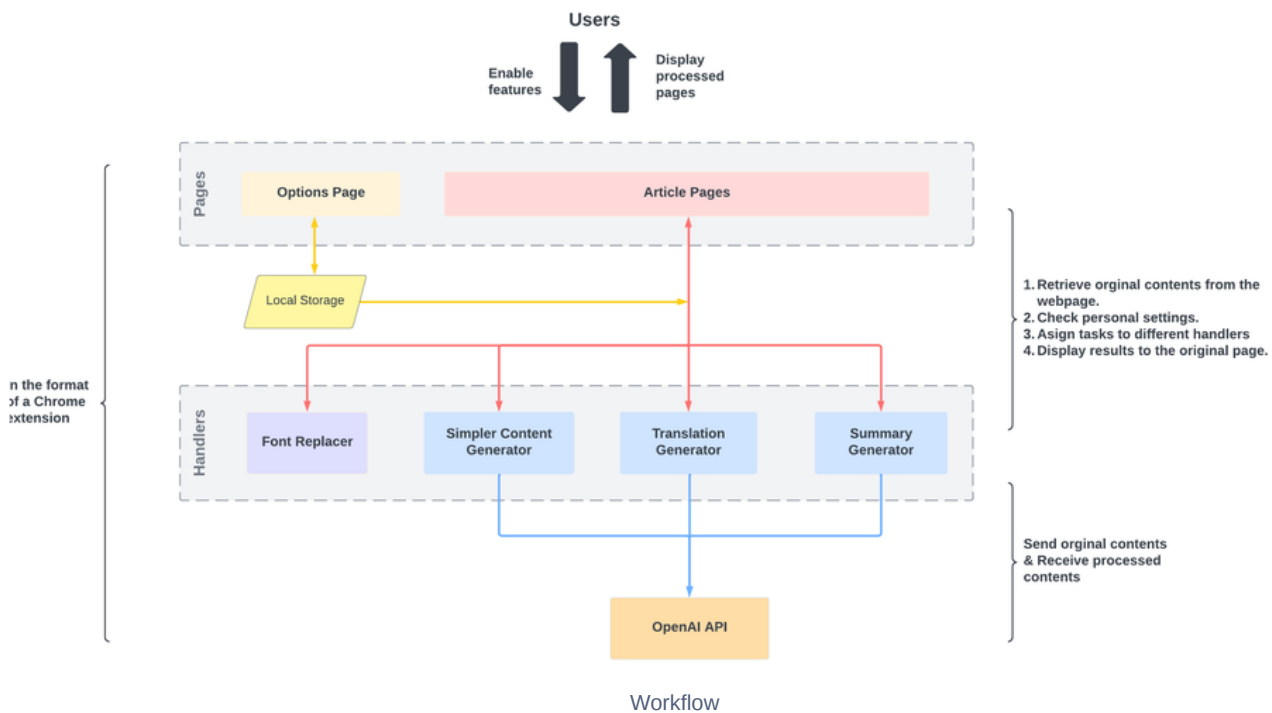 Users
Enable
features
Display
processed
pages
Pages
Options Page
Article Pages
Local Storage
1. Retrieve orginal contents from the
webpage.
2. Check personal settings.
3. Asign tasks to different handlers
4. Display results to the original page.
n the format
of a Chrome
extension
Handlers
Font Replacer
Simpler Content
Generator
Translation
Generator
Summary
Generator
Send orginal contents
& Receive processed
contents
OpenAI API
Workflow